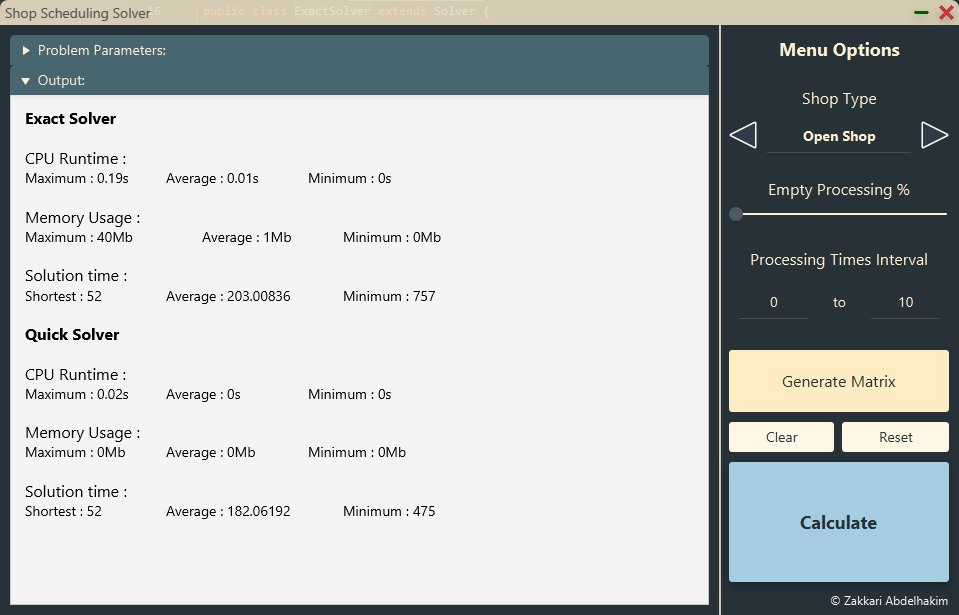 Shop Scheduling Solver
16 public class ExactSolver extends Solver {
Problem Parameters:
Output:
Exact Solver
CPU Runtime :
Maximum : 0.19s Average : 0.01s Minimum : 0s
Memory Usage :
Maximum : 40Mb Average : 1Mb Minimum : 0Mb
Solution time :
Shortest : 52 Average : 203.00836 Minimum : 757
Quick Solver
CPU Runtime :
Maximum : 0.02s Average : 0s Minimum : 0s
Memory Usage :
Maximum : 0Mb Average : 0Mb Minimum : 0Mb
Solution time :
Shortest : 52 Average : 182.06192 Minimum : 475
Menu Options
Shop Type
Open Shop
Empty Processing %
Processing Times Interval
0 to 10
Generate Matrix
Clear Reset
Calculate
© Zakkari Abdelhakim